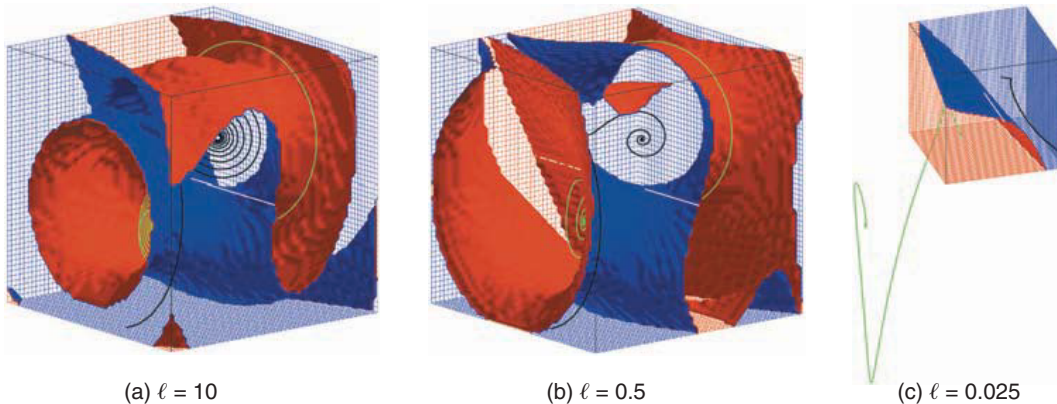 (a) ℓ = 10
(b) ℓ = 0.5
(c) ℓ = 0.025